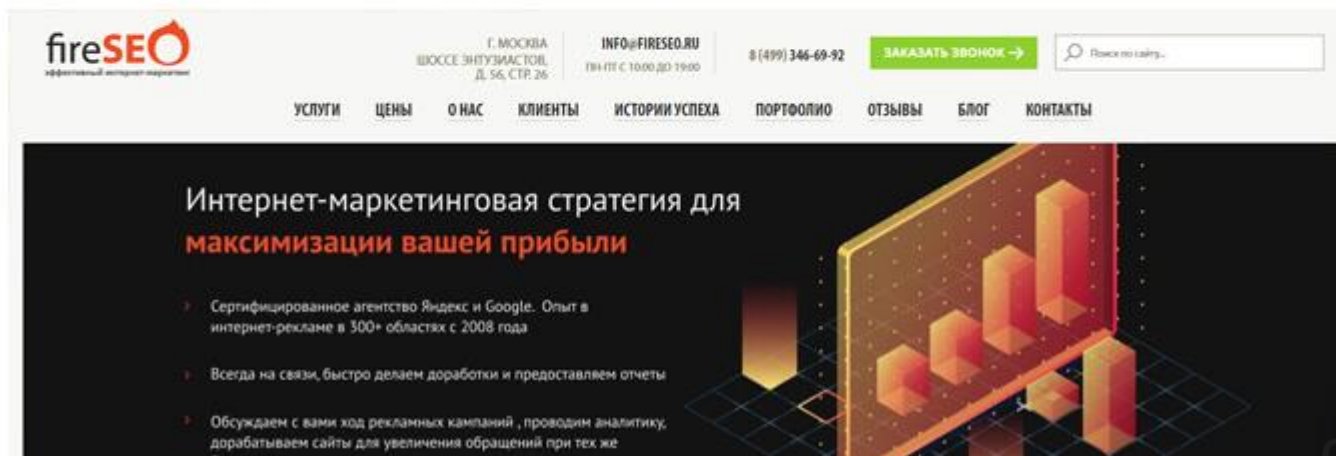 fireSEO
эффективный интернет-маркетинг
Г. МОСКВА
ШОССЕ ЭНТУЗИАСТОВ,
Д. 56, СТР. 26
INFO@FIRESEO.RU
ПН-ПТ С 10:00 ДО 19:00
8 (499) 346-69-92
ЗАКАЗАТЬ ЗВОНОК →
Поиск по сайту...
УСЛУГИ ЦЕНЫ О НАС КЛИЕНТЫ ИСТОРИИ УСПЕХА ПОРТФОЛИО ОТЗЫВЫ БЛОГ КОНТАКТЫ
Интернет-маркетинговая стратегия для
максимизации вашей прибыли
Сертифицированное агентство Яндекс и Google. Опыт в
интернет-рекламе в 300+ областях с 2008 года
Всегда на связи, быстро делаем доработки и предоставляем отчеты
Обсуждаем с вами ход рекламных кампаний , проводим аналитику,
дорабатываем сайты для увеличения обращений при тех же